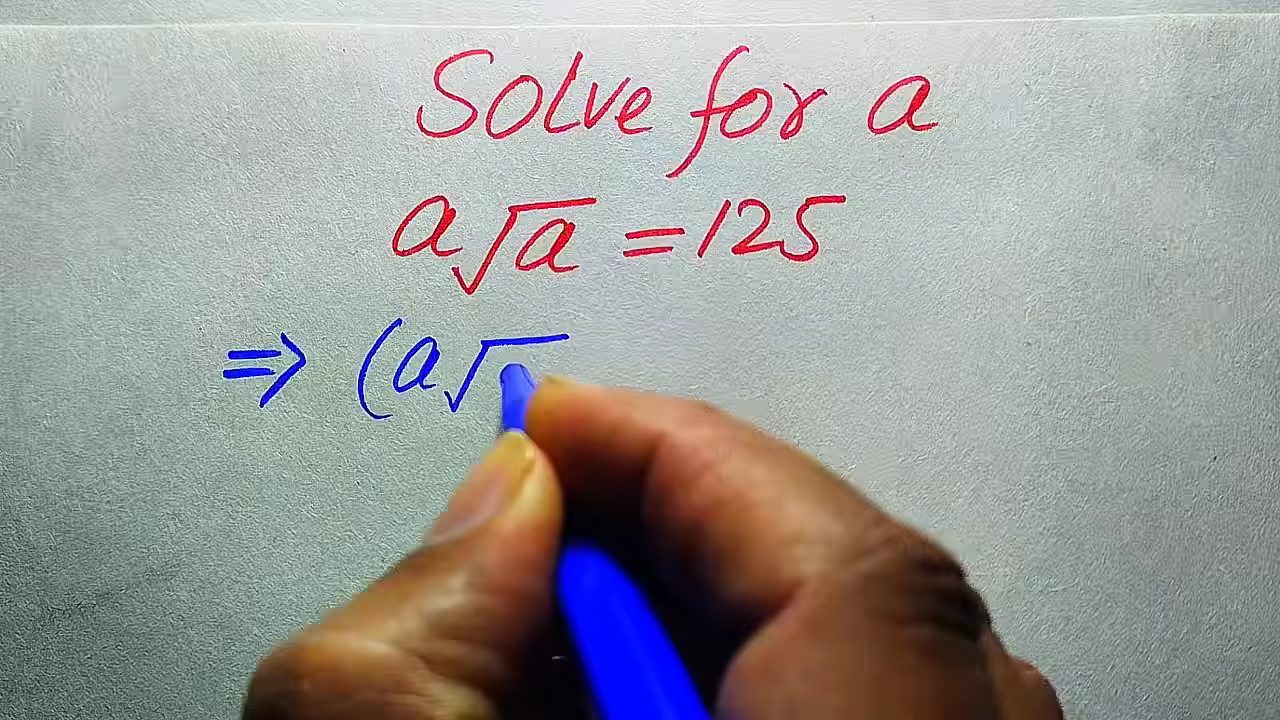 Solve for a
a√a = 125
⇒ (a√